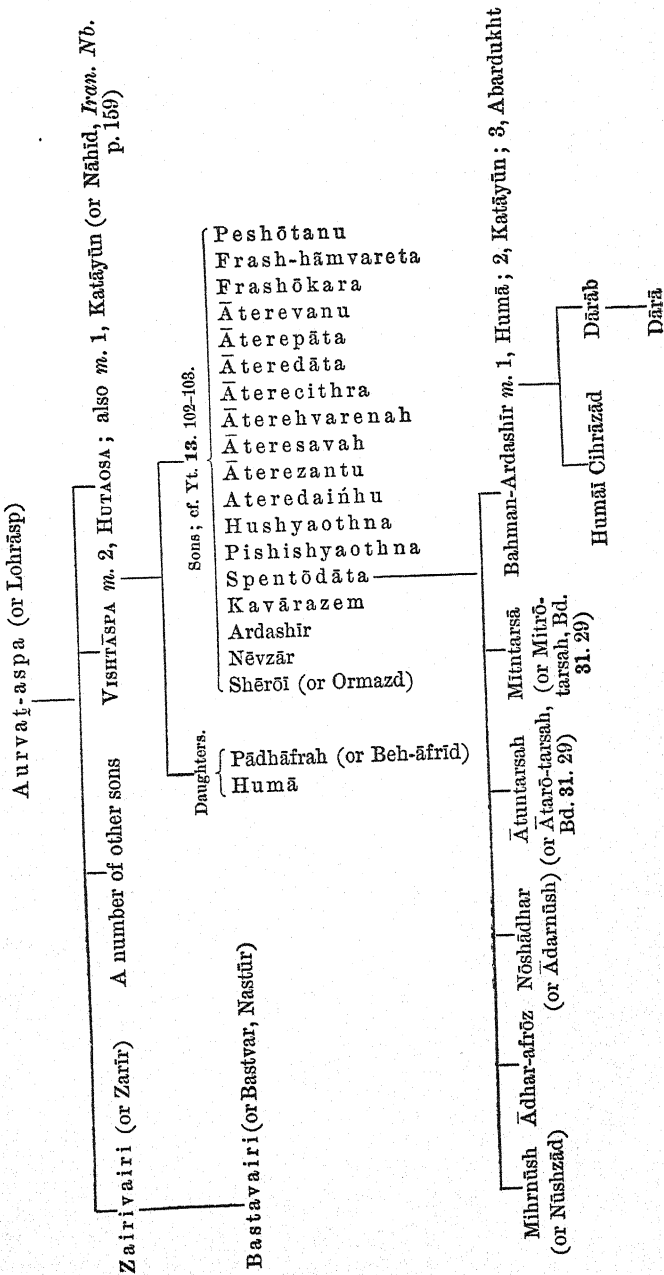 Aurvaṭ-aspa (or Lohrāsp)
Zairivairi (or Zarīr)
A number of other sons
VISHTĀSPA m. 2, HUTAOSA; also m. 1, Katāyūn (or Nāhīd, Iran. Nb.
p. 159)
Bastavairi (or Bastvar, Nastūr)
Daughters.
Pādhāfrah (or Beh-āfrīd)
Humā
Sons; cf. Yt. 13. 102–103.
Peshōtanu
Frash-hāmvareta
Frashōkara
Āterevanu
Āterepāta
Āteredāta
Āterecithra
Āterehvarenah
Āteresavah
Āterezantu
Ateredaińhu
Hushyaothna
Pishishyaothna
Spentōdāta
Kavārazem
Ardashīr
Nēvzār
Shērōī (or Ormazd)
Mihrnūsh
(or Nūshzād)
Ādhar-afrōz
Nōshādhar
(or Ādarnūsh)
Ātuntarsah
(or Ātarō-tarsah,
Bd. 31. 29)
Mitntarsā
(or Mitrō-
tarsah, Bd.
31. 29)
Bahman-Ardashīr m. 1, Humā; 2, Katāyūn; 3, Abardukht
Humāī Cihrāzād
Dārāb
Dārā